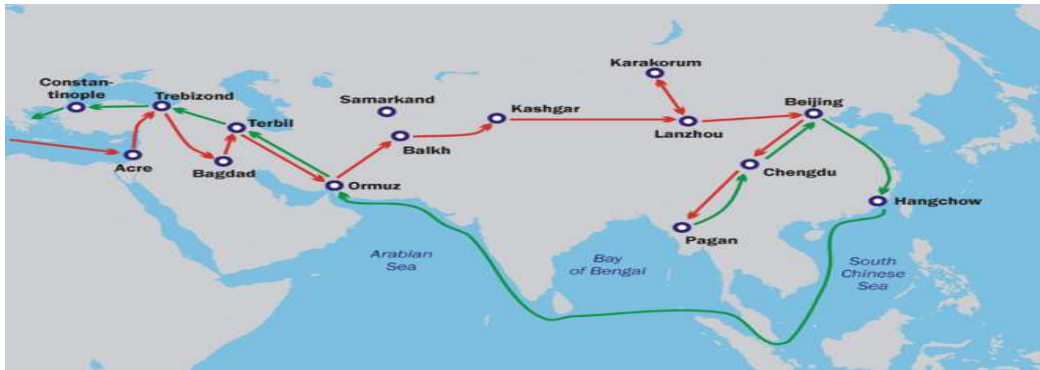 Constan-
tinople
Trebizond
Terbil
Acre
Bagdad
Ormuz
Samarkand
Balkh
Kashgar
Karakorum
Lanzhou
Beijing
Chengdu
Pagan
Hangchow
Arabian
Sea
Bay
of Bengal
South
Chinese
Sea